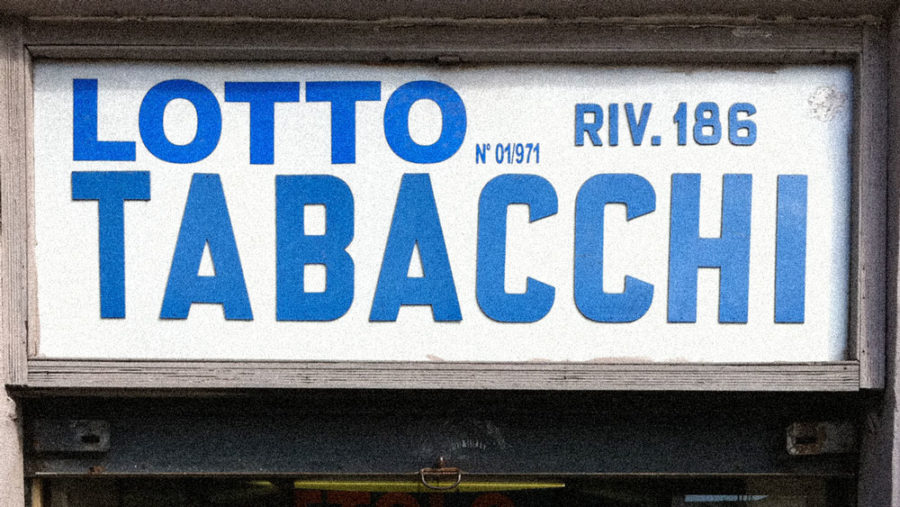 LOTTO N° 01/971 RIV. 186
TABACCHI